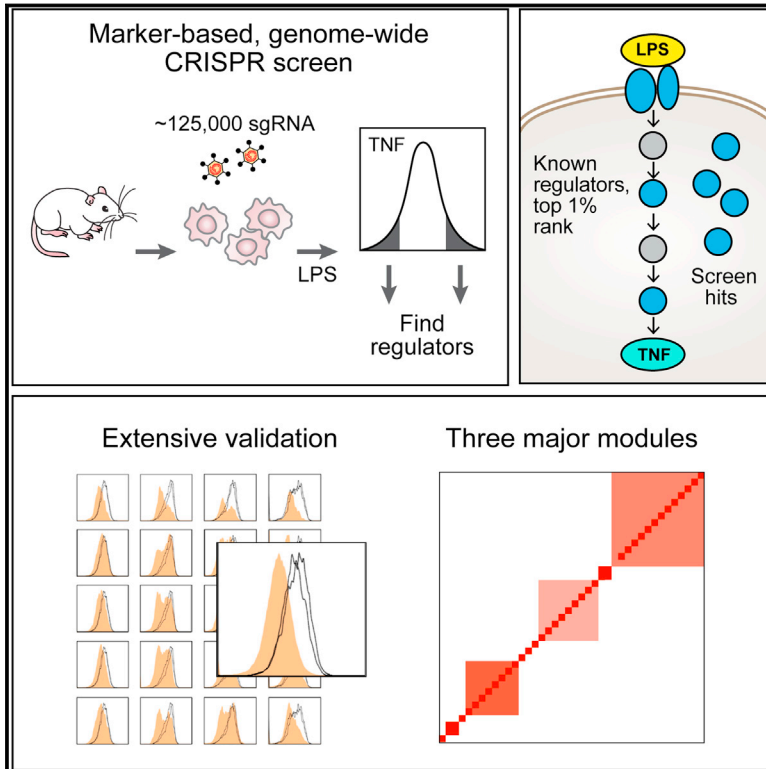 Marker-based, genome-wide
CRISPR screen
~125,000 sgRNA
TNF
LPS
Find
regulators
LPS
Known
regulators,
top 1%
rank
Screen
hits
TNF
Extensive validation
Three major modules